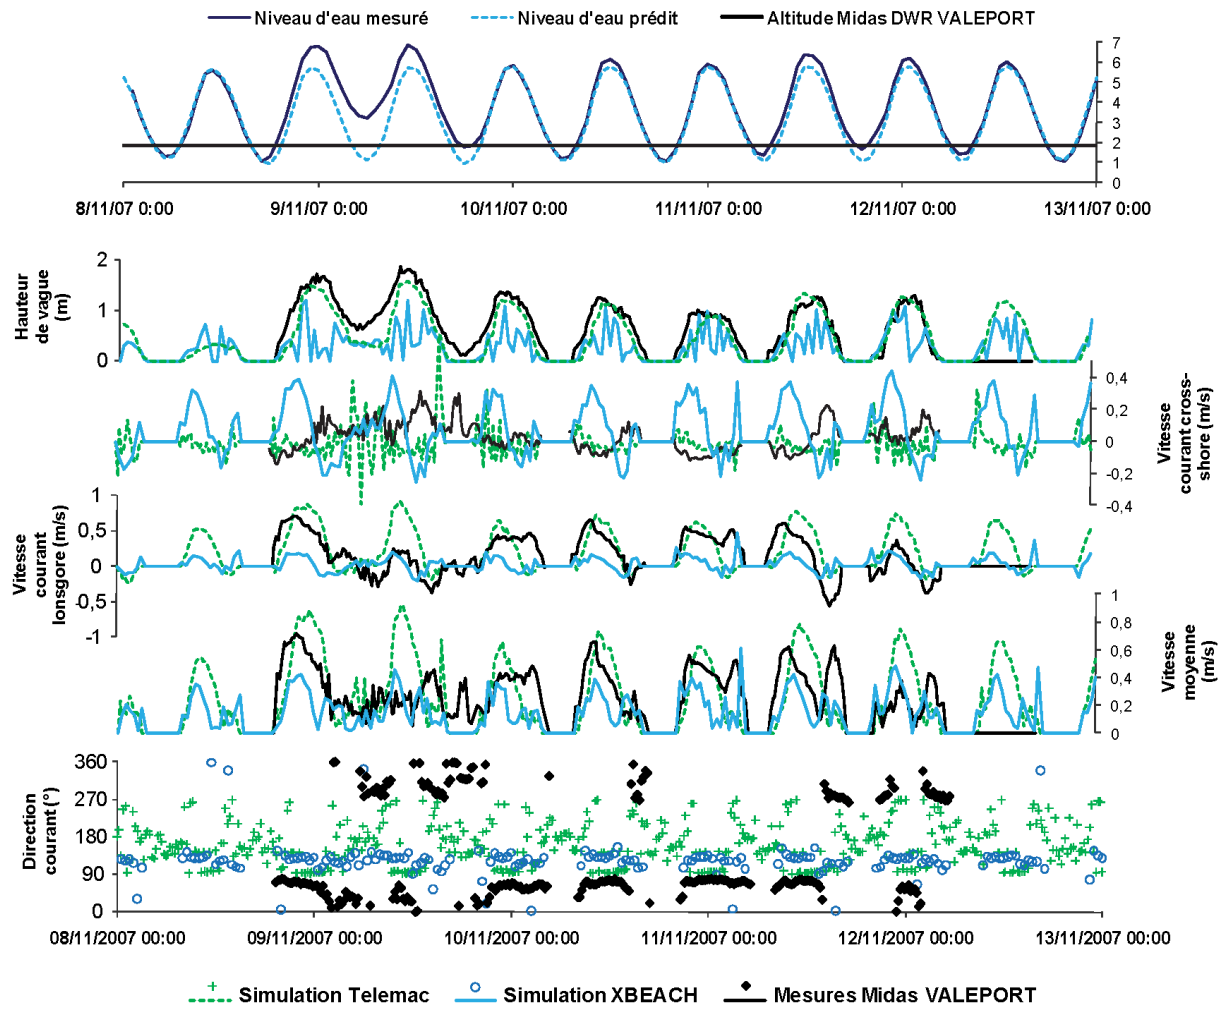 Niveau d'eau mesuré Niveau d'eau prédit Altitude Midas DWR VALEPORT
7
6
5
4
3
2
1
0
8/11/07 0:00 9/11/07 0:00 10/11/07 0:00 11/11/07 0:00 12/11/07 0:00 13/11/07 0:00
Hauteur
de vague
(m)
2
1
0
0,4
0,2
0
-0,2
-0,4
Vitesse
courant cross-
shore (m/s)
Vitesse
courant
lonsgore (m/s)
1
0,5
0
-0,5
-1
1
0,8
0,6
0,4
0,2
0
Vitesse
moyenne
(m/s)
Direction
courant (°)
360
270
180
90
0
08/11/2007 00:00 09/11/2007 00:00 10/11/2007 00:00 11/11/2007 00:00 12/11/2007 00:00 13/11/2007 00:00
Simulation Telemac Simulation XBEACH Mesures Midas VALEPORT